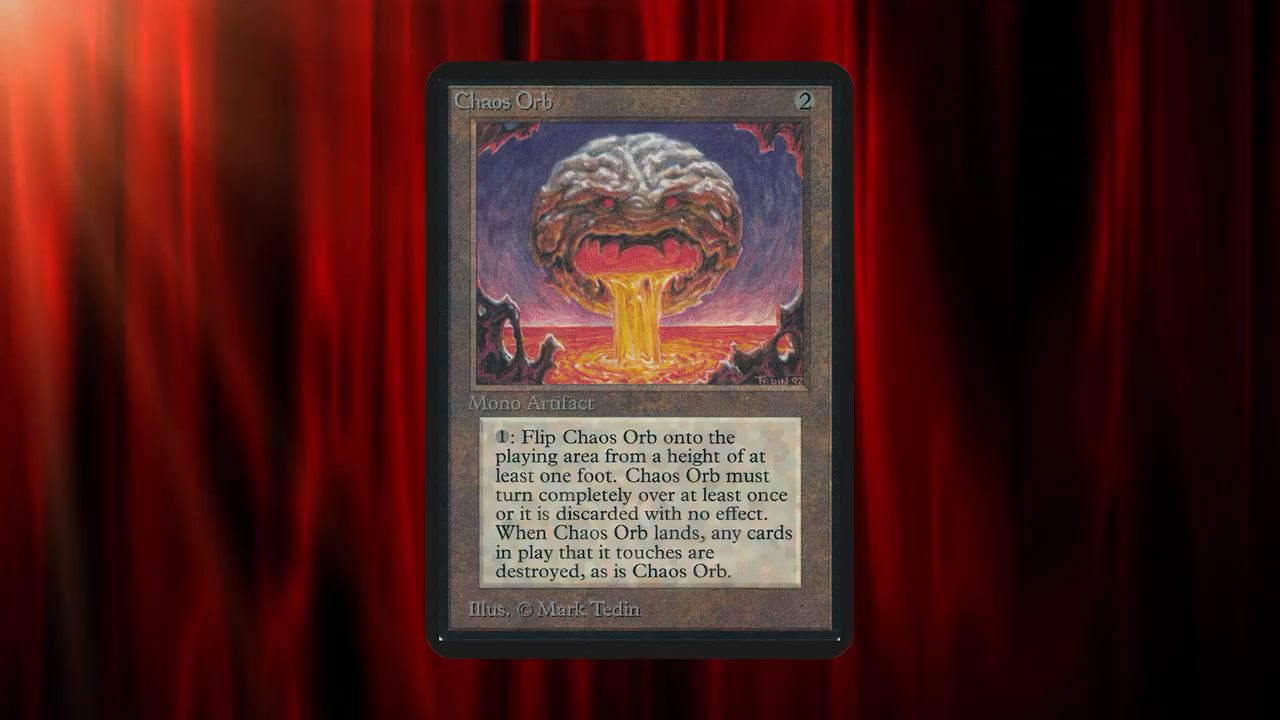 Chaos Orb 2
TEDIN 92
Mono Artifact
1: Flip Chaos Orb onto the
playing area from a height of at
least one foot. Chaos Orb must
turn completely over at least once
or it is discarded with no effect.
When Chaos Orb lands, any cards
in play that it touches are
destroyed, as is Chaos Orb.
Illus. © Mark Tedin